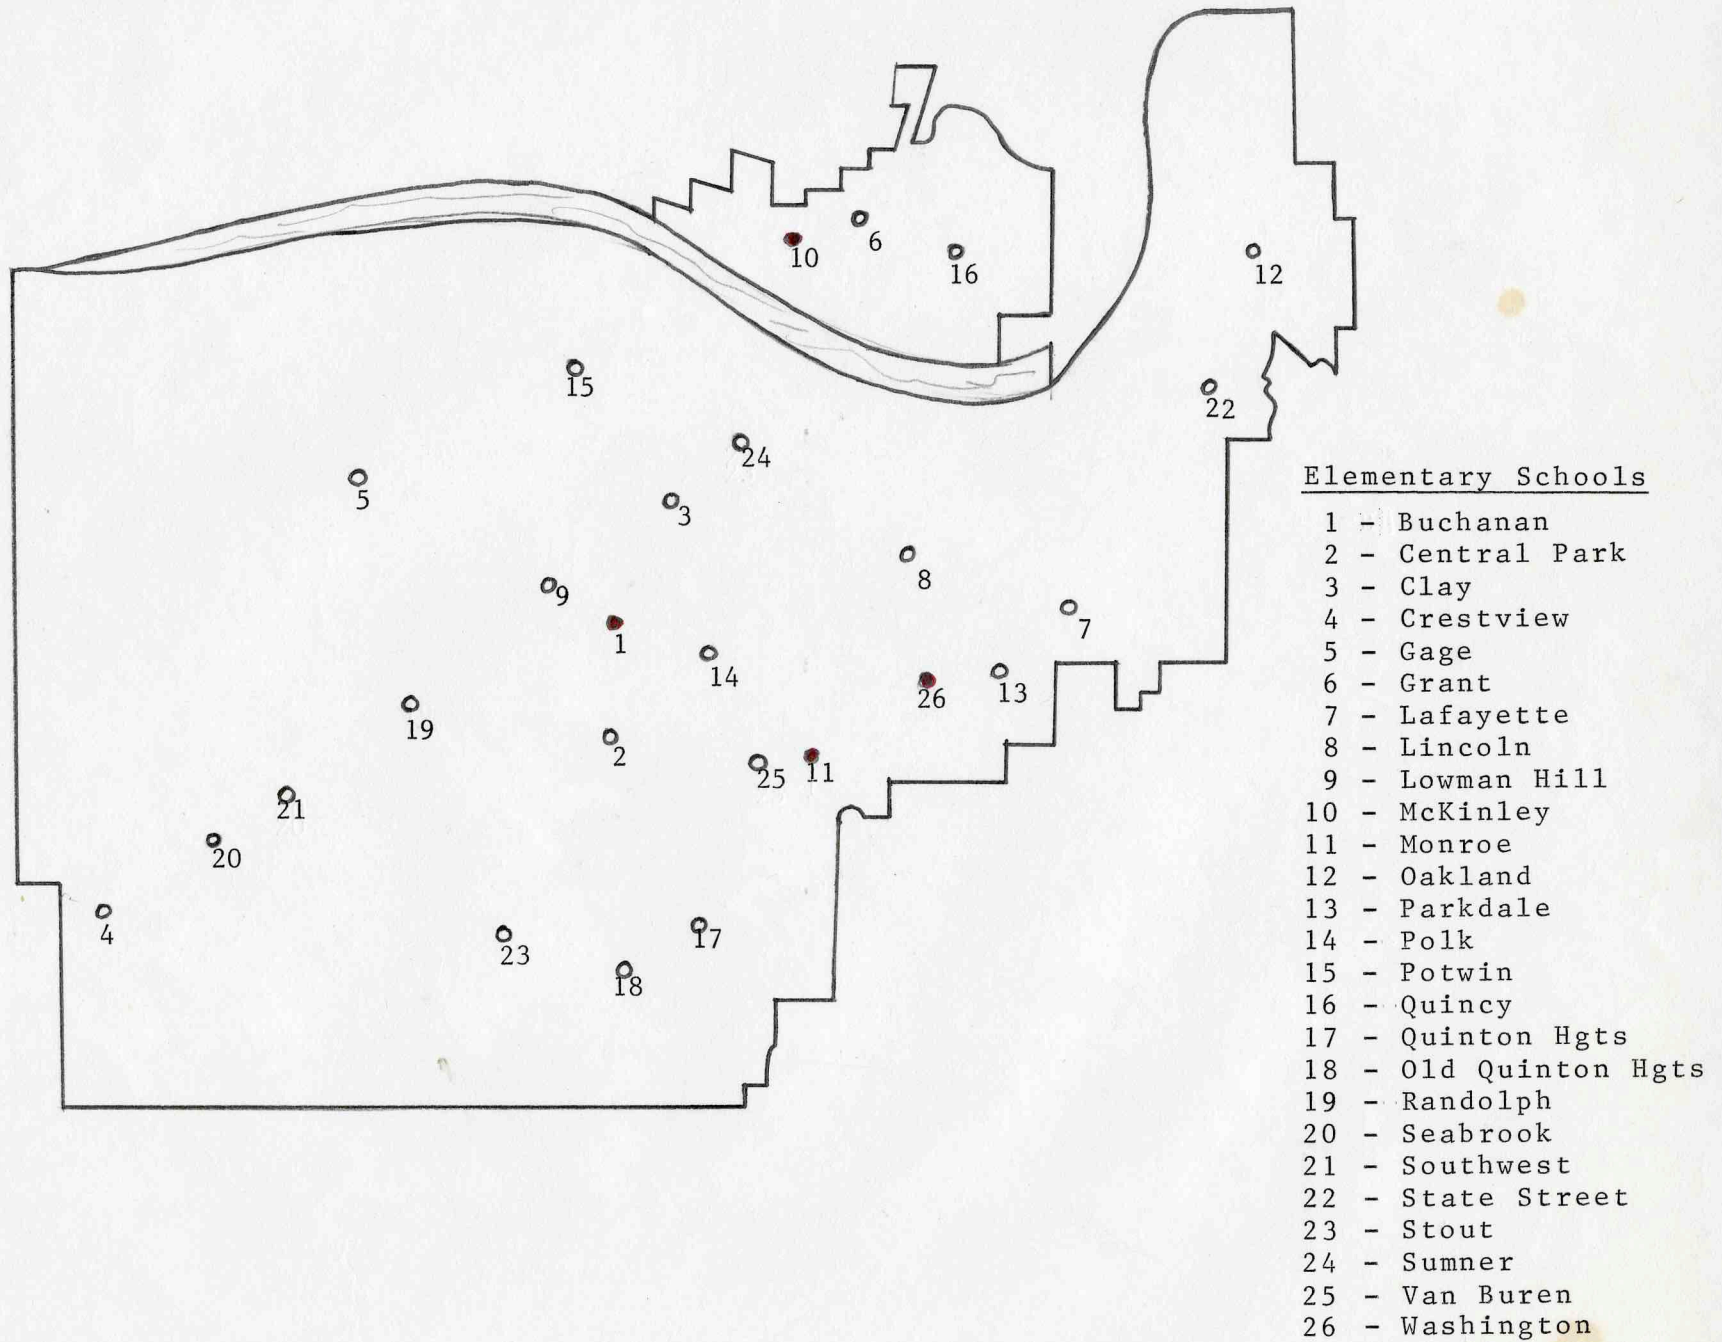 10
6
16
12
15
22
24
5
3
8
9
1
7
14
26
13
19
2
25
11
21
20
4
23
17
18
Elementary Schools
1 - Buchanan
2 - Central Park
3 - Clay
4 - Crestview
5 - Gage
6 - Grant
7 - Lafayette
8 - Lincoln
9 - Lowman Hill
10 - McKinley
11 - Monroe
12 - Oakland
13 - Parkdale
14 - Polk
15 - Potwin
16 - Quincy
17 - Quinton Hgts
18 - Old Quinton Hgts
19 - Randolph
20 - Seabrook
21 - Southwest
22 - State Street
23 - Stout
24 - Sumner
25 - Van Buren
26 - Washington